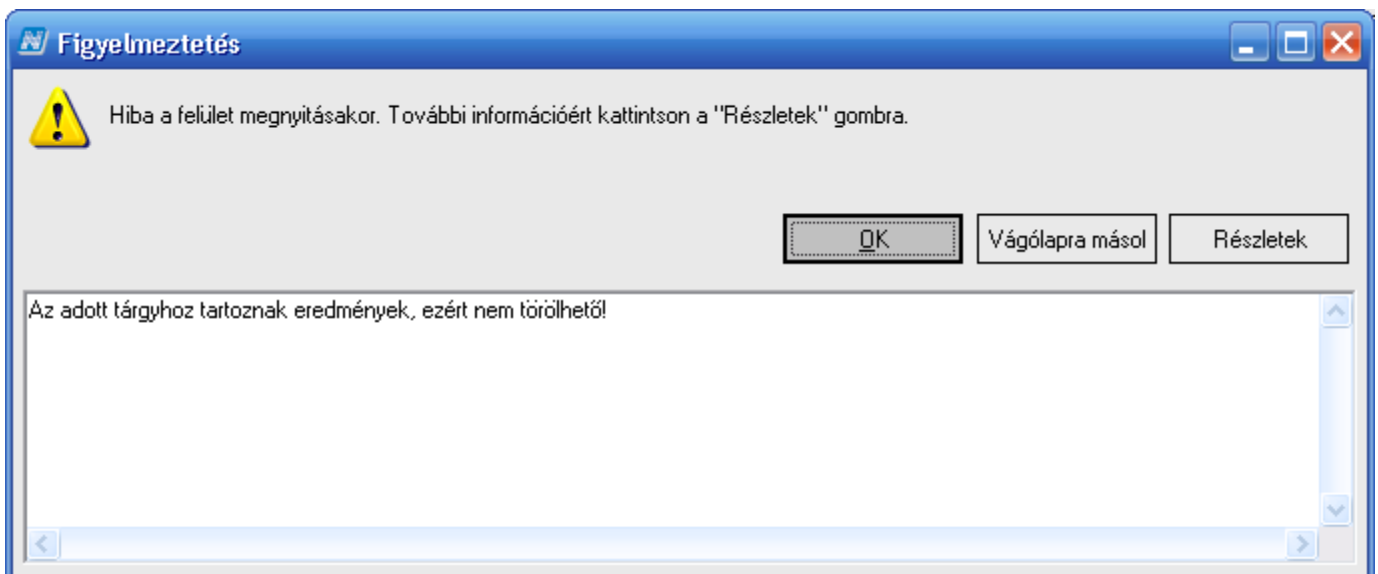 Figyelmeztetés
Hiba a felület megnyitásakor. További információért kattintson a "Részletek" gombra.
OK Vágólapra másol Részletek
Az adott tárgyhoz tartoznak eredmények, ezért nem törölhető!